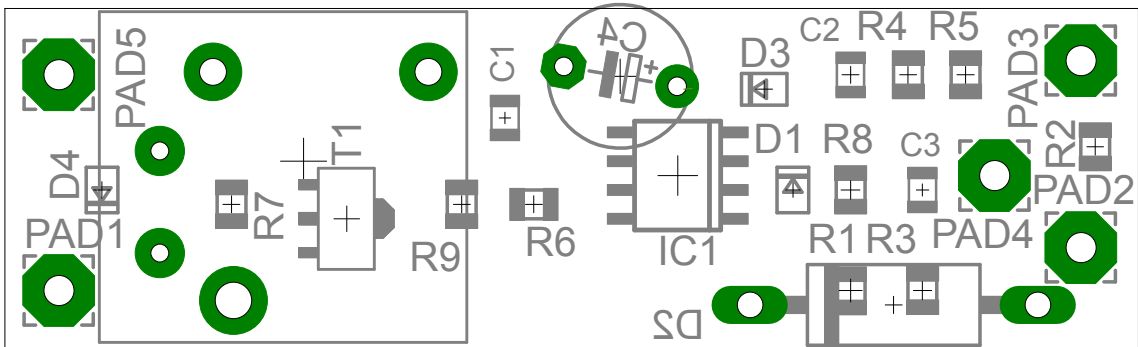 PAD5
C1
C4
+
D3
C2
R4
R5
PAD3
D4
T1
R7
D1
R8
C3
R2
PAD2
PAD1
R9
R6
IC1
R1
R3
PAD4
D2